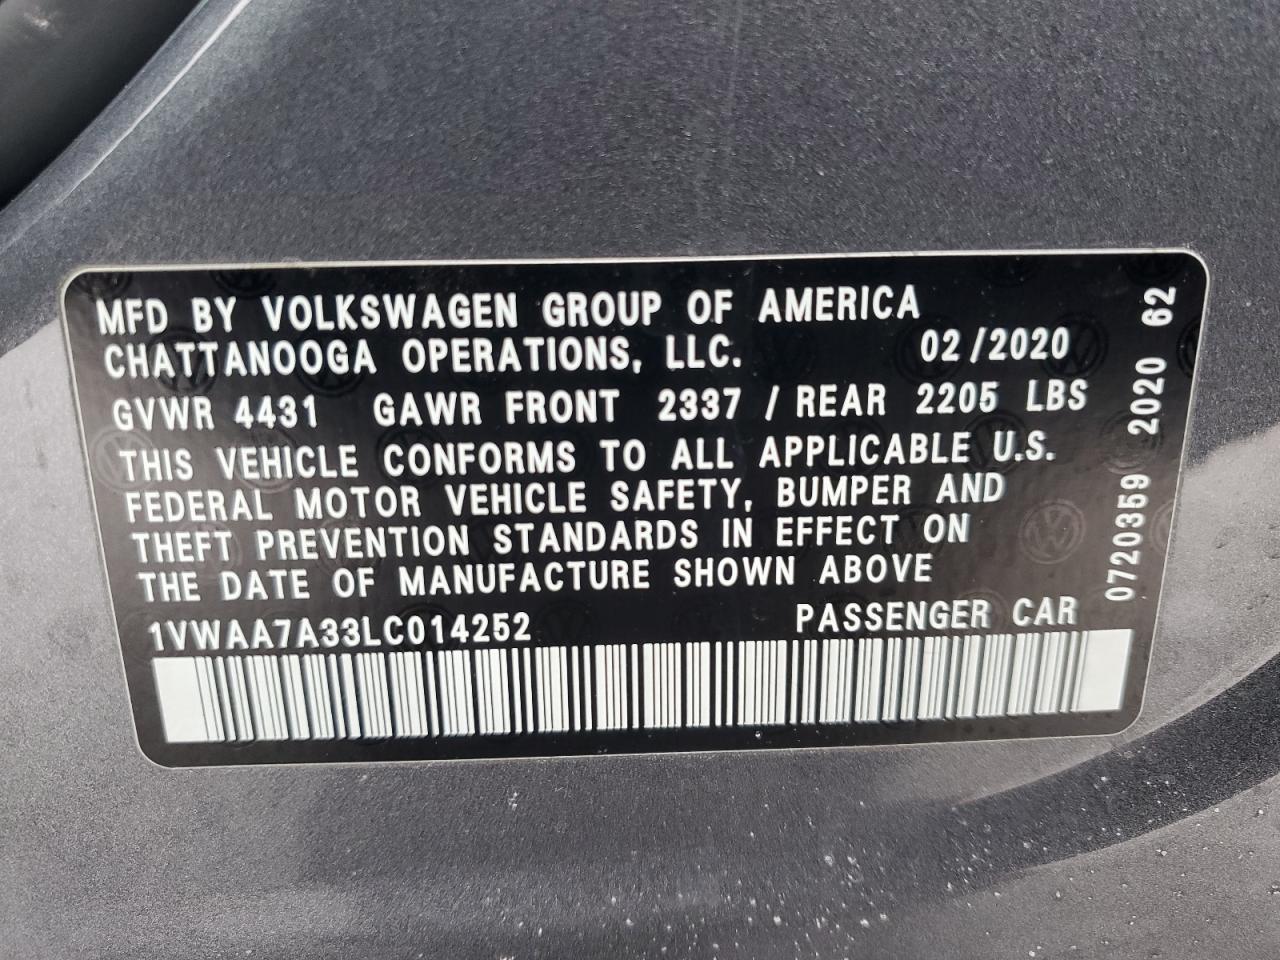 MFD BY VOLKSWAGEN GROUP OF AMERICA
CHATTANOOGA OPERATIONS, LLC. 02/2020
GVWR 4431 GAWR FRONT 2337 / REAR 2205 LBS
THIS VEHICLE CONFORMS TO ALL APPLICABLE U.S.
FEDERAL MOTOR VEHICLE SAFETY, BUMPER AND
THEFT PREVENTION STANDARDS IN EFFECT ON
THE DATE OF MANUFACTURE SHOWN ABOVE
1VWAA7A33LC014252 PASSENGER CAR
0720359 2020 62